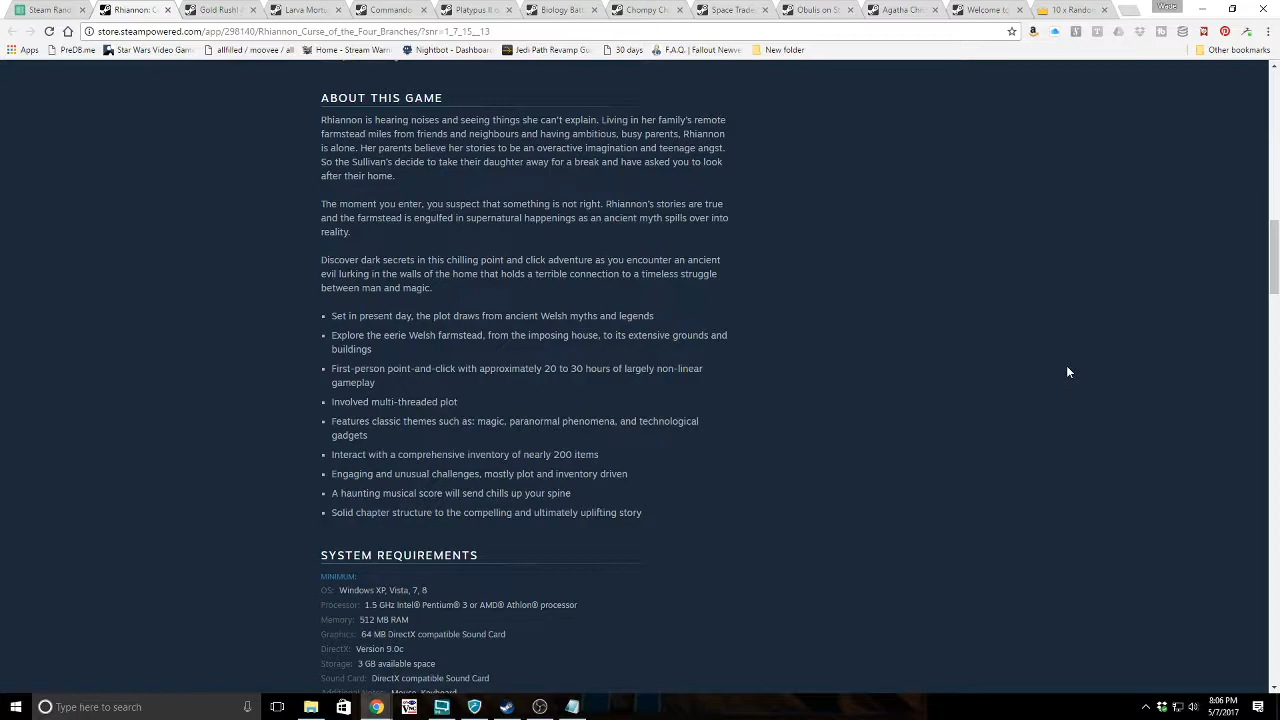 Steam Rand
Rhiannon: C
Gold Rush! A
Larva Mortu
Commando
Platypus II o
Biology Batt
Chompy Cho
Space Trade
Obulis on St
Agatha Chri
Welcome to
10 x Random
store.steampowered.com/app/298140/Rhiannon_Curse_of_the_Four_Branches/?snr=1_7_15__13
Apps
PreDB.me
Star Wars Video Game
allfilled / moovee / all
Home - Stream Warri
Nightbot - Dashboard
Jedi Path Revamp Gui
30 days
F.A.Q. | Fallout Newve
New folder
Other bookmarks
ABOUT THIS GAME
Rhiannon is hearing noises and seeing things she can't explain. Living in her family's remote
farmstead miles from friends and neighbours and having ambitious, busy parents, Rhiannon
is alone. Her parents believe her stories to be an overactive imagination and teenage angst.
So the Sullivan's decide to take their daughter away for a break and have asked you to look
after their home.
The moment you enter, you suspect that something is not right. Rhiannon's stories are true
and the farmstead is engulfed in supernatural happenings as an ancient myth spills over into
reality.
Discover dark secrets in this chilling point and click adventure as you encounter an ancient
evil lurking in the walls of the home that holds a terrible connection to a timeless struggle
between man and magic.
▪ Set in present day, the plot draws from ancient Welsh myths and legends
▪ Explore the eerie Welsh farmstead, from the imposing house, to its extensive grounds and
buildings
▪ First-person point-and-click with approximately 20 to 30 hours of largely non-linear
gameplay
▪ Involved multi-threaded plot
▪ Features classic themes such as: magic, paranormal phenomena, and technological
gadgets
▪ Interact with a comprehensive inventory of nearly 200 items
▪ Engaging and unusual challenges, mostly plot and inventory driven
▪ A haunting musical score will send chills up your spine
▪ Solid chapter structure to the compelling and ultimately uplifting story
SYSTEM REQUIREMENTS
MINIMUM:
OS: Windows XP, Vista, 7, 8
Processor: 1.5 GHz Intel® Pentium® 3 or AMD® Athlon® processor
Memory: 512 MB RAM
Graphics: 64 MB DirectX compatible Sound Card
DirectX: Version 9.0c
Storage: 3 GB available space
Sound Card: DirectX compatible Sound Card
Additional Notes: Mouse, Keyboard
Type here to search
8:06 PM
5/7/2017